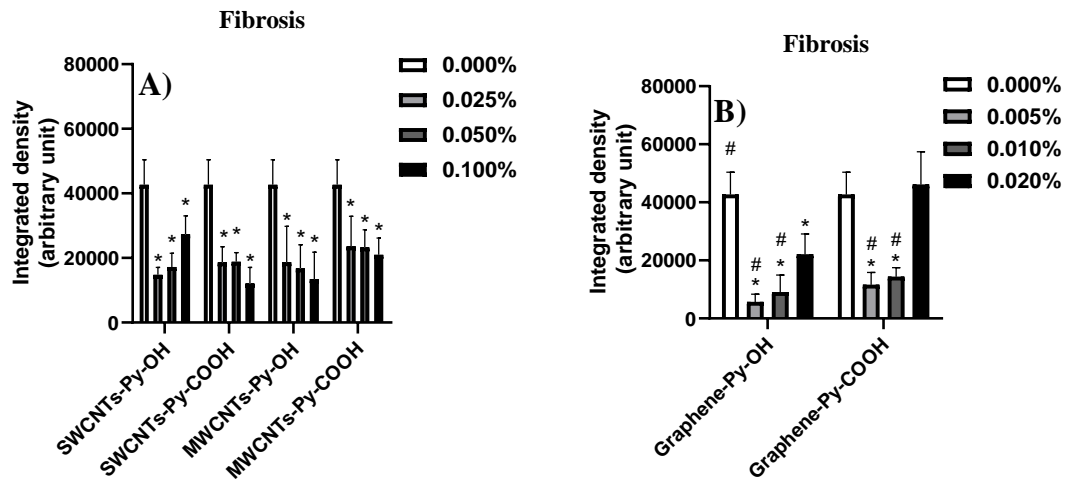 Fibrosis
A)
Integrated density
(arbitrary unit)
80000
60000
40000
20000
0
0.000%
0.025%
0.050%
0.100%
* * *
* * *
* * *
* * *
SWCNTs-Py-OH
SWCNTs-Py-COOH
MWCNTs-Py-OH
MWCNTs-Py-COOH
Fibrosis
B)
Integrated density
(arbitrary unit)
80000
60000
40000
20000
0
0.000%
0.005%
0.010%
0.020%
#
#
*
#
*
*
#
*
#
*
Graphene-Py-OH
Graphene-Py-COOH